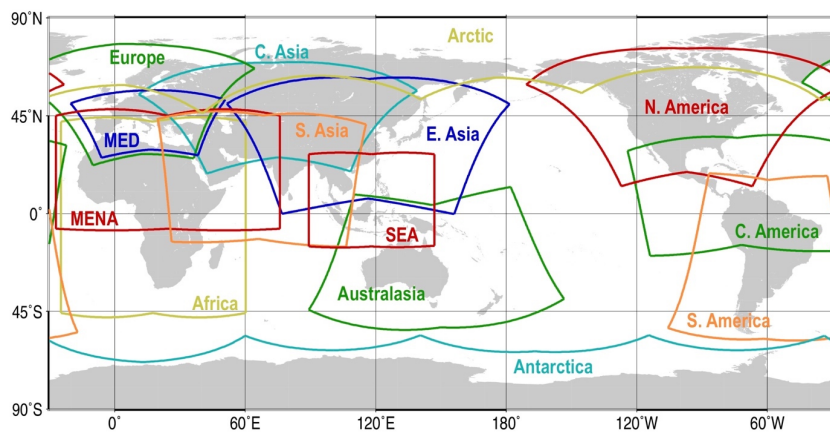 90°N
Arctic
Europe
C. Asia
45°N
N. America
MED
S. Asia
E. Asia
0°
MENA
SEA
C. America
Africa
Australasia
S. America
45°S
Antarctica
90°S
0°
60°E
120°E
180°
120°W
60°W